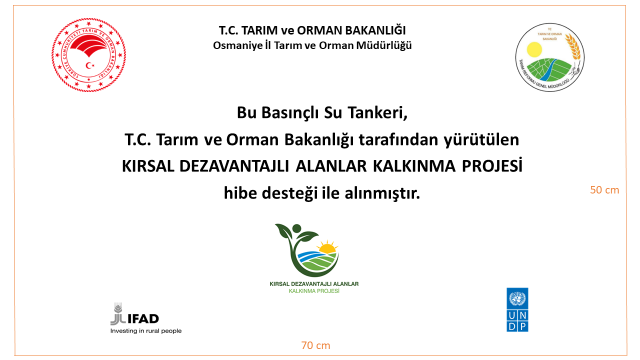 T.C. TARIM ve ORMAN BAKANLIĞI
Osmaniye İl Tarım ve Orman Müdürlüğü
Bu Basınçlı Su Tankeri,
T.C. Tarım ve Orman Bakanlığı tarafından yürütülen
KIRSAL DEZAVANTAJLI ALANLAR KALKINMA PROJESİ
hibe desteği ile alınmıştır.
50 cm
KIRSAL DEZAVANTAJLI ALANLAR
KALKINMA PROJESİ
IFAD
Investing in rural people
U N
D P
70 cm